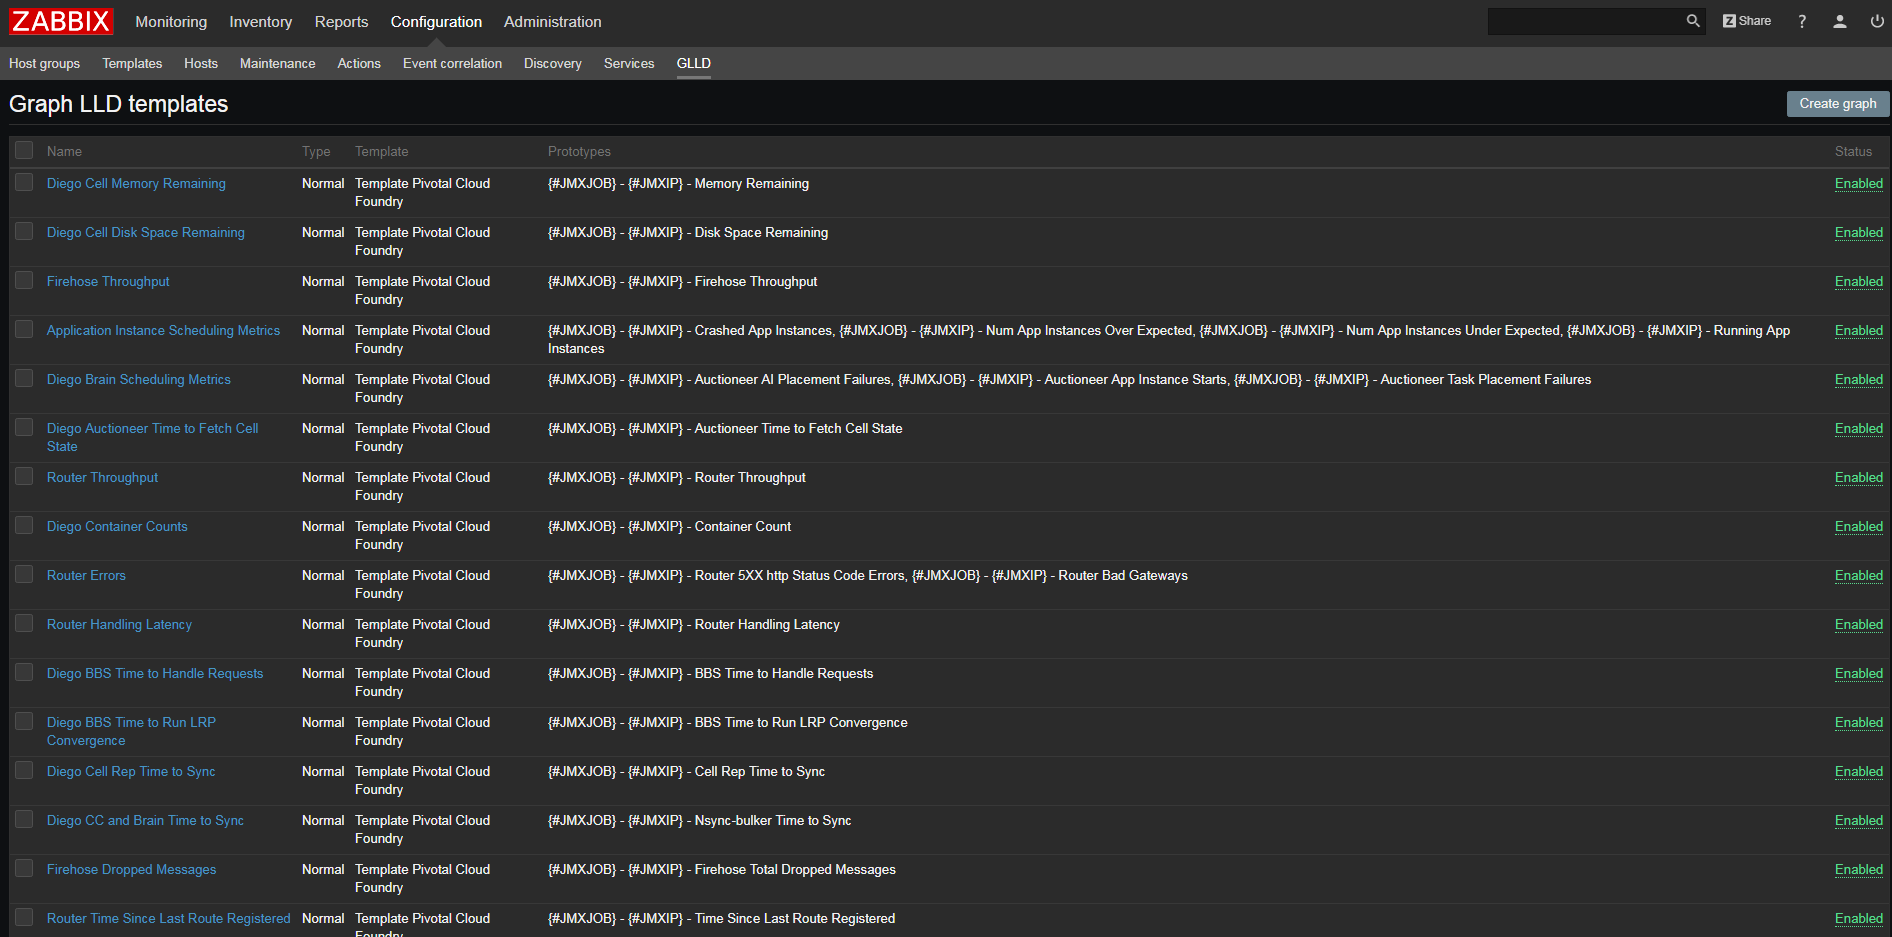 ZABBIX Monitoring Inventory Reports Configuration Administration Z Share ?
Host groups Templates Hosts Maintenance Actions Event correlation Discovery Services GLLD
Graph LLD templates Create graph
Name Type Template Prototypes Status
Diego Cell Memory Remaining Normal Template Pivotal Cloud {#JMXJOB} - {#JMXIP} - Memory Remaining Enabled
Foundry
Diego Cell Disk Space Remaining Normal Template Pivotal Cloud {#JMXJOB} - {#JMXIP} - Disk Space Remaining Enabled
Foundry
Firehose Throughput Normal Template Pivotal Cloud {#JMXJOB} - {#JMXIP} - Firehose Throughput Enabled
Foundry
Application Instance Scheduling Metrics Normal Template Pivotal Cloud {#JMXJOB} - {#JMXIP} - Crashed App Instances, {#JMXJOB} - {#JMXIP} - Num App Instances Over Expected, {#JMXJOB} - {#JMXIP} - Num App Instances Under Expected, {#JMXJOB} - {#JMXIP} - Running App Enabled
Foundry Instances
Diego Brain Scheduling Metrics Normal Template Pivotal Cloud {#JMXJOB} - {#JMXIP} - Auctioneer AI Placement Failures, {#JMXJOB} - {#JMXIP} - Auctioneer App Instance Starts, {#JMXJOB} - {#JMXIP} - Auctioneer Task Placement Failures Enabled
Foundry
Diego Auctioneer Time to Fetch Cell Normal Template Pivotal Cloud {#JMXJOB} - {#JMXIP} - Auctioneer Time to Fetch Cell State Enabled
State Foundry
Router Throughput Normal Template Pivotal Cloud {#JMXJOB} - {#JMXIP} - Router Throughput Enabled
Foundry
Diego Container Counts Normal Template Pivotal Cloud {#JMXJOB} - {#JMXIP} - Container Count Enabled
Foundry
Router Errors Normal Template Pivotal Cloud {#JMXJOB} - {#JMXIP} - Router 5XX http Status Code Errors, {#JMXJOB} - {#JMXIP} - Router Bad Gateways Enabled
Foundry
Router Handling Latency Normal Template Pivotal Cloud {#JMXJOB} - {#JMXIP} - Router Handling Latency Enabled
Foundry
Diego BBS Time to Handle Requests Normal Template Pivotal Cloud {#JMXJOB} - {#JMXIP} - BBS Time to Handle Requests Enabled
Foundry
Diego BBS Time to Run LRP Normal Template Pivotal Cloud {#JMXJOB} - {#JMXIP} - BBS Time to Run LRP Convergence Enabled
Convergence Foundry
Diego Cell Rep Time to Sync Normal Template Pivotal Cloud {#JMXJOB} - {#JMXIP} - Cell Rep Time to Sync Enabled
Foundry
Diego CC and Brain Time to Sync Normal Template Pivotal Cloud {#JMXJOB} - {#JMXIP} - Nsync-bulker Time to Sync Enabled
Foundry
Firehose Dropped Messages Normal Template Pivotal Cloud {#JMXJOB} - {#JMXIP} - Firehose Total Dropped Messages Enabled
Foundry
Router Time Since Last Route Registered Normal Template Pivotal Cloud {#JMXJOB} - {#JMXIP} - Time Since Last Route Registered Enabled
Foundry